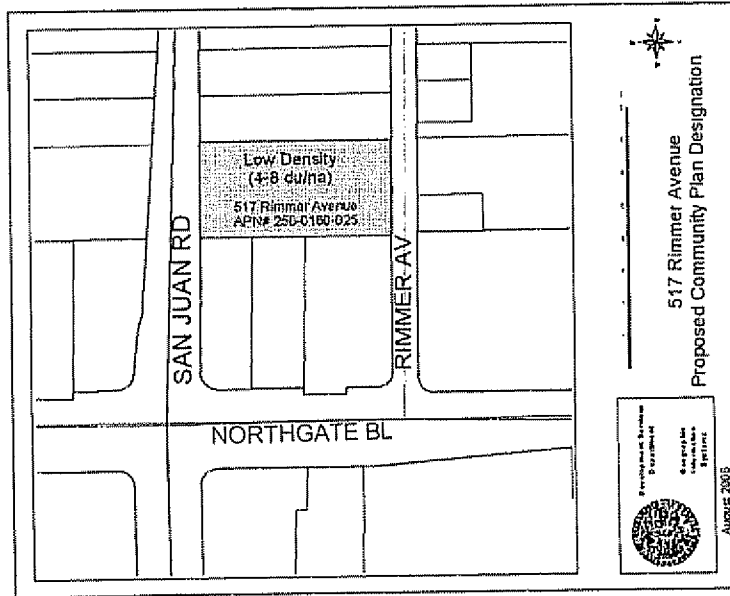 Low Density
(4-8 du/na)
517 Rimmer Avenue
APN# 250-0160-025
SAN JUAN RD
RIMMER AV
NORTHGATE BL
517 Rimmer Avenue
Proposed Community Plan Designation
Development Services
Department
Geographic
Information
Systems
August 2006